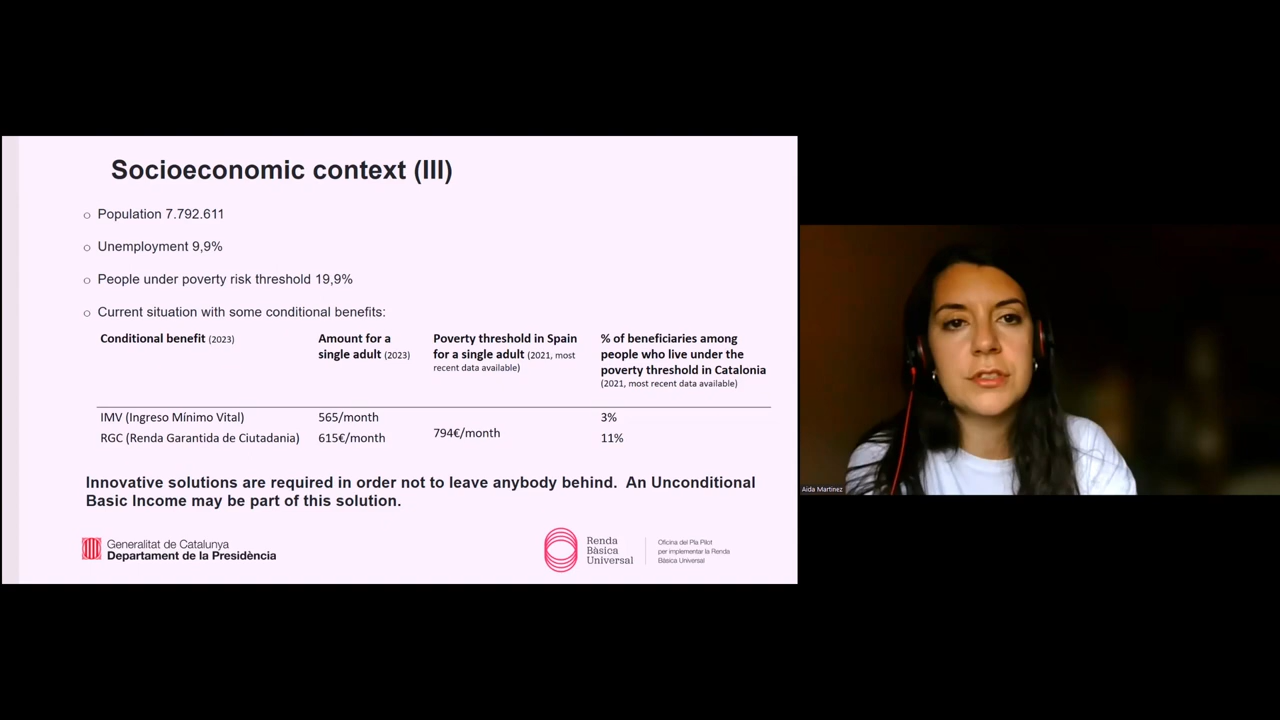 Socioeconomic context (III)
o Population 7.792.611
o Unemployment 9,9%
o People under poverty risk threshold 19,9%
o Current situation with some conditional benefits:
Conditional benefit (2023)
Amount for a
single adult (2023)
Poverty threshold in Spain
for a single adult (2021, most
recent data available)
% of beneficiaries among
people who live under the
poverty threshold in Catalonia
(2021, most recent data available)
IMV (Ingreso Mínimo Vital) 565/month 3%
794€/month
RGC (Renda Garantida de Ciutadania) 615€/month 11%
Innovative solutions are required in order not to leave anybody behind. An Unconditional
Basic Income may be part of this solution.
Generalitat de Catalunya
Departament de la Presidència
Renda
Bàsica
Universal
Oficina del Pla Pilot
per implementar la Renda
Bàsica Universal
Aida Martinez